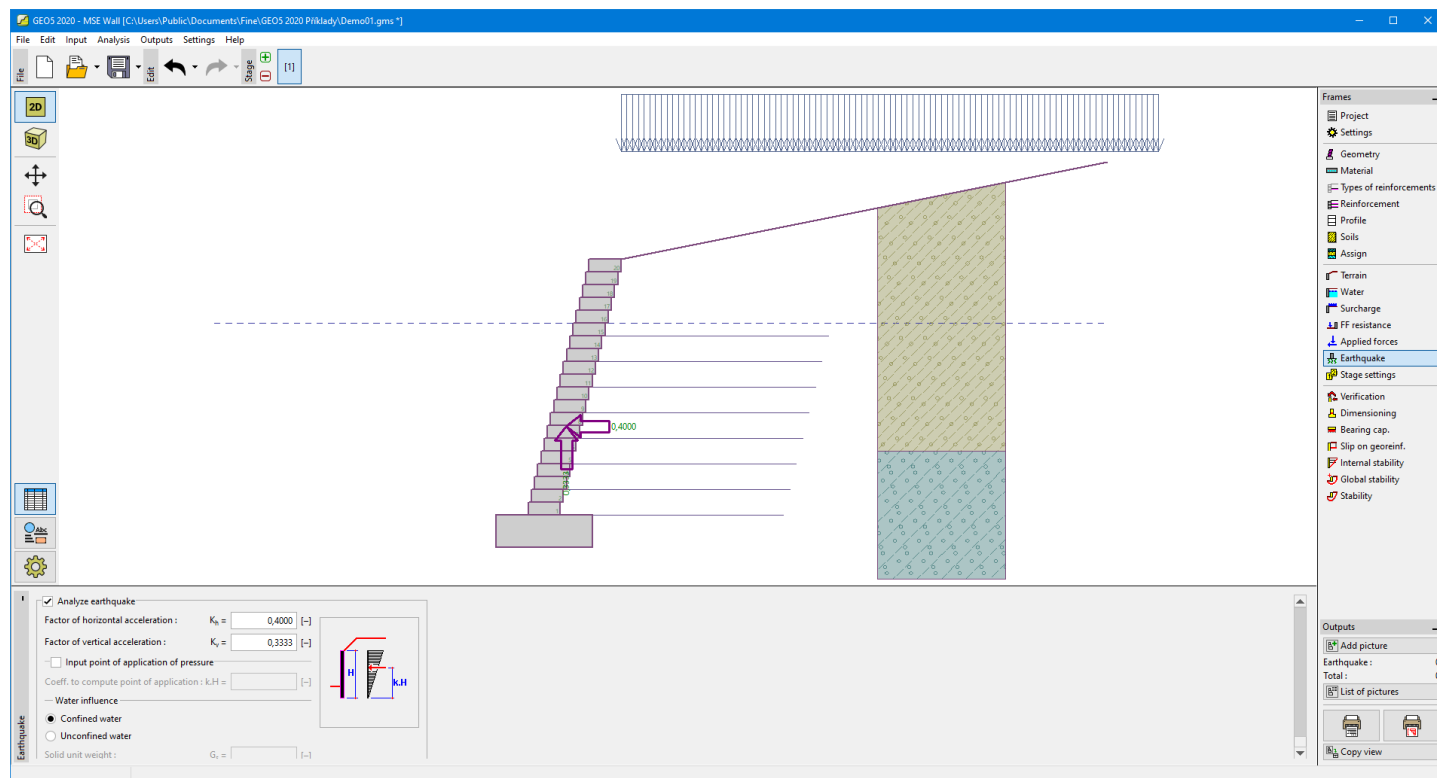 GEO5 2020 - MSE Wall [C:\Users\Public\Documents\Fine\GEO5 2020 Příklady\Demo01.gms *]
File Edit Input Analysis Outputs Settings Help
File
Edit
Stage
[1]
2D
3D
Abc
0,4000
Frames
Project
Settings
Geometry
Material
Types of reinforcements
Reinforcement
Profile
Soils
Assign
Terrain
Water
Surcharge
FF resistance
Applied forces
Earthquake
Stage settings
Verification
Dimensioning
Bearing cap.
Slip on georeinf.
Internal stability
Global stability
Stability
Earthquake
Analyze earthquake
Factor of horizontal acceleration : Kh = 0,4000 [–]
Factor of vertical acceleration : Kv = 0,3333 [–]
Input point of application of pressure
Coeff. to compute point of application : k.H = [–]
Water influence
Confined water
Unconfined water
Solid unit weight : Gs = [–]
H
k.H
Outputs
Add picture
Earthquake :
Total :
List of pictures
Copy view